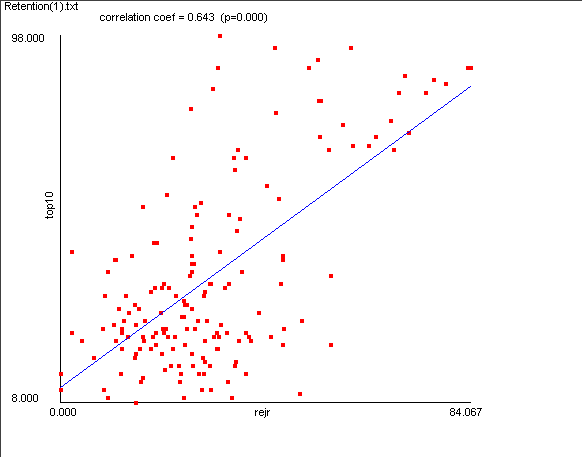 Retention(1).txt
correlation coef = 0.643 (p=0.000)
98.000
top10
8.000
0.000 rejr 84.067